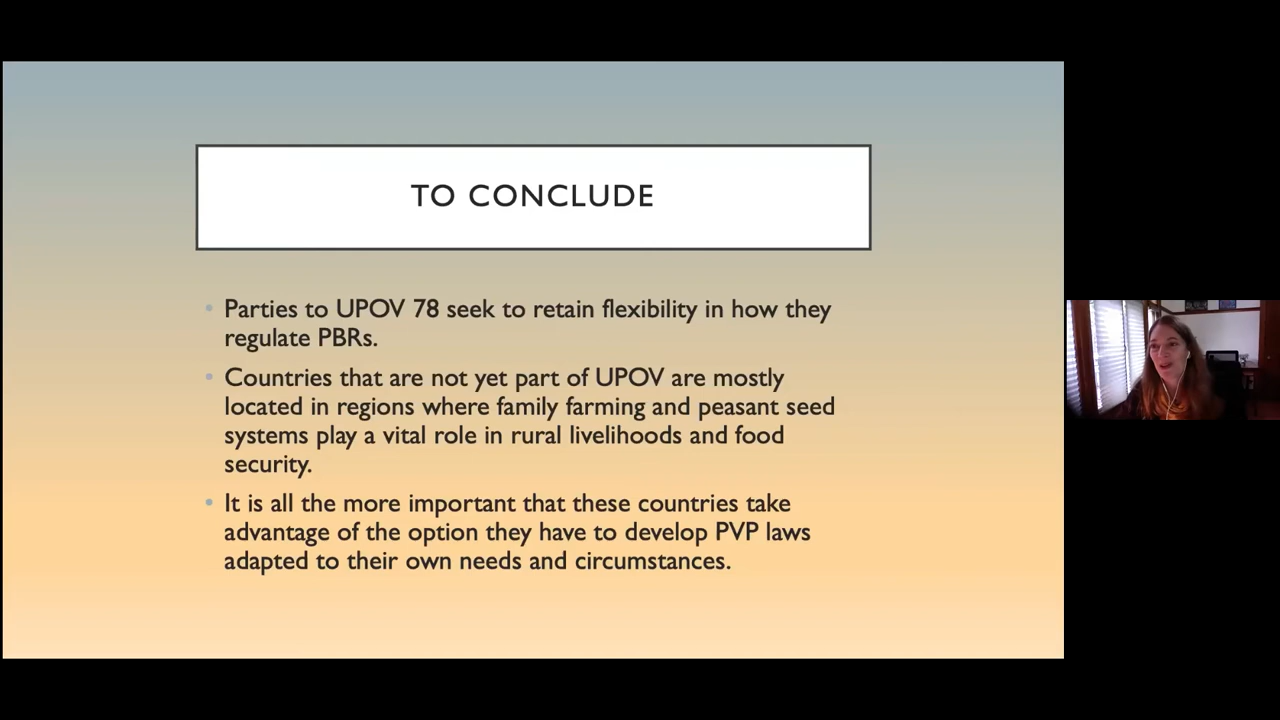 TO CONCLUDE
• Parties to UPOV 78 seek to retain flexibility in how they
regulate PBRs.
• Countries that are not yet part of UPOV are mostly
located in regions where family farming and peasant seed
systems play a vital role in rural livelihoods and food
security.
• It is all the more important that these countries take
advantage of the option they have to develop PVP laws
adapted to their own needs and circumstances.